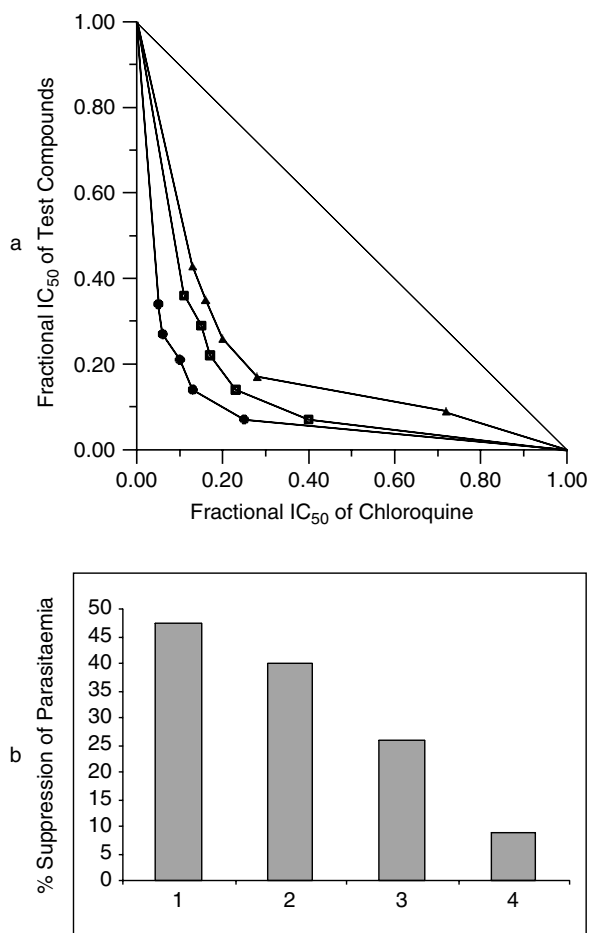 a
Fractional IC50 of Test Compounds
1.00
0.80
0.60
0.40
0.20
0.00
0.00 0.20 0.40 0.60 0.80 1.00
Fractional IC50 of Chloroquine
b
% Suppression of Parasitaemia
50
45
40
35
30
25
20
15
10
5
0
1 2 3 4